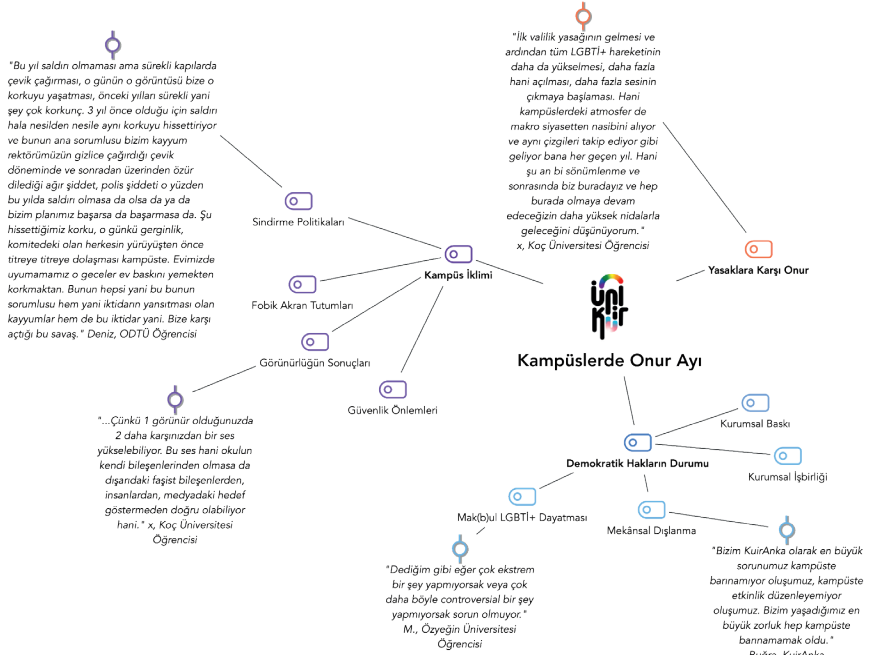 "Bu yıl saldırı olmaması ama sürekli kapılarda
çevik çağırması, o günün o görüntüsü bize o
korkuyu yaşatması, önceki yılları sürekli yani
şey çok korkunç. 3 yıl önce olduğu için saldırı
hala nesilden nesile aynı korkuyu hissettiriyor
ve bunun ana sorumlusu bizim kayyum
rektörümüzün gizlice çağırdığı çevik
döneminde ve sonradan üzerinden özür
dilediği ağır şiddet, polis şiddeti o yüzden
bu yılda saldırı olmasa da olsa da ya da
bizim planımız başarsa da başarmasa da. Şu
hissettiğimiz korku, o günkü gerginlik,
komitedeki olan herkesin yürüyüşten önce
titreye titreye dolaşması kampüste. Evimizde
uyumamamız o geceler ev baskını yemekten
korkmaktan. Bunun hepsi yani bu bunun
sorumlusu hem yani iktidarın yansıtması olan
kayyumlar hem de bu iktidar yani. Bize karşı
açtığı bu savaş." Deniz, ODTÜ Öğrencisi
"İlk valilik yasağının gelmesi ve
ardından tüm LGBTİ+ hareketinin
daha da yükselmesi, daha fazla
hani açılması, daha fazla sesinin
çıkmaya başlaması. Hani
kampüslerdeki atmosfer de
makro siyasetten nasibini alıyor
ve aynı çizgileri takip ediyor gibi
geliyor bana her geçen yıl. Hani
şu an bi sönümlenme ve
sonrasında biz buradayız ve hep
burada olmaya devam
edeceğizin daha yüksek nidalarla
geleceğini düşünüyorum."
x, Koç Üniversitesi Öğrencisi
Sindirme Politikaları
Kampüs İklimi
Yasaklara Karşı Onur
Fobik Akran Tutumları
ÜNİ
KUİR
Görünürlüğün Sonuçları
Kampüslerde Onur Ayı
Güvenlik Önlemleri
"...Çünkü 1 görünür olduğunuzda
2 daha karşınızdan bir ses
yükselebiliyor. Bu ses hani okulun
kendi bileşenlerinden olmasa da
dışarıdaki faşist bileşenlerden,
insanlardan, medyadaki hedef
göstermeden doğru olabiliyor
hani." x, Koç Üniversitesi
Öğrencisi
Kurumsal Baskı
Demokratik Hakların Durumu
Kurumsal İşbirliği
Mak(b)ul LGBTİ+ Dayatması
Mekânsal Dışlanma
"Dediğim gibi eğer çok ekstrem
bir şey yapmıyorsak veya çok
daha böyle controversial bir şey
yapmıyorsak sorun olmuyor."
M., Özyeğin Üniversitesi
Öğrencisi
"Bizim KuirAnka olarak en büyük
sorunumuz kampüste
barınamıyor oluşumuz, kampüste
etkinlik düzenleyemiyor
oluşumuz. Bizim yaşadığımız en
büyük zorluk hep kampüste
barınamamak oldu."
Buğra, KuirAnka